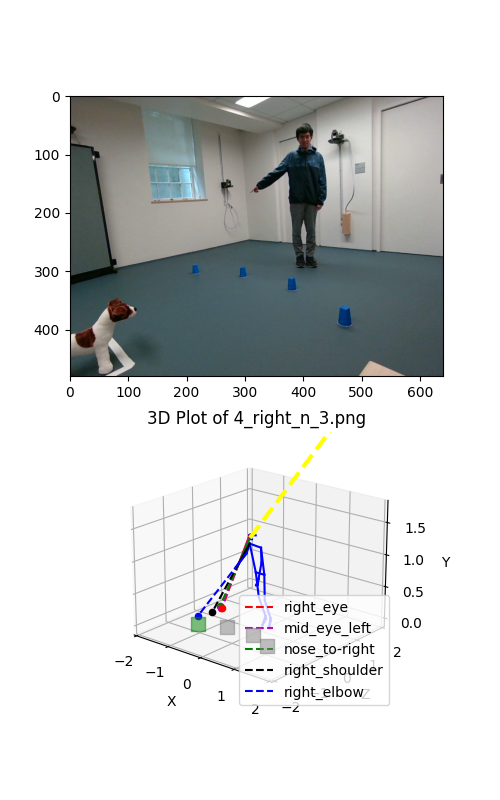 0
100
200
300
400
0 100 200 300 400 500 600
3D Plot of 4_right_n_3.png
1.5
1.0
0.5
0.0
Y
−2
−1
0
1
2
X
−2
0
1
2
Z
right_eye
mid_eye_left
nose_to-right
right_shoulder
right_elbow